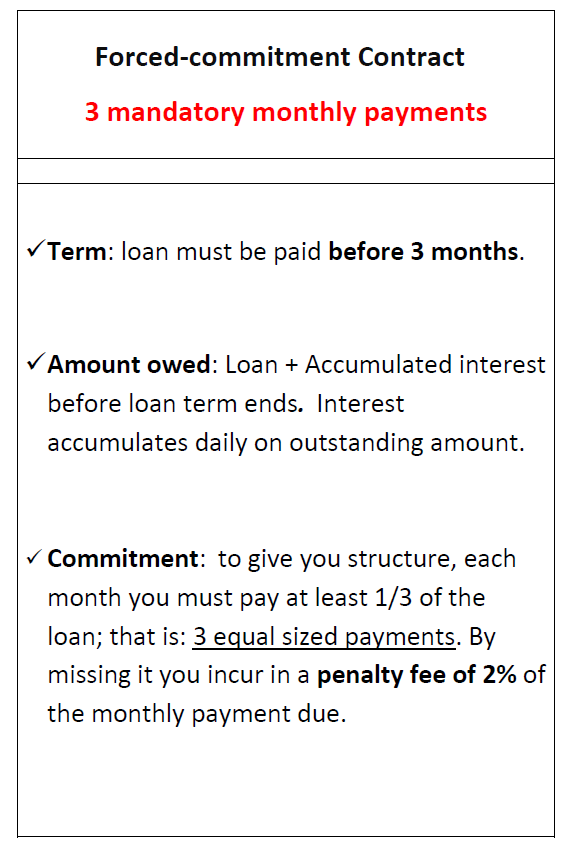 Forced-commitment Contract
3 mandatory monthly payments
✓Term: loan must be paid before 3 months.
✓Amount owed: Loan + Accumulated interest
before loan term ends. Interest
accumulates daily on outstanding amount.
✓Commitment: to give you structure, each
month you must pay at least 1/3 of the
loan; that is: 3 equal sized payments. By
missing it you incur in a penalty fee of 2% of
the monthly payment due.